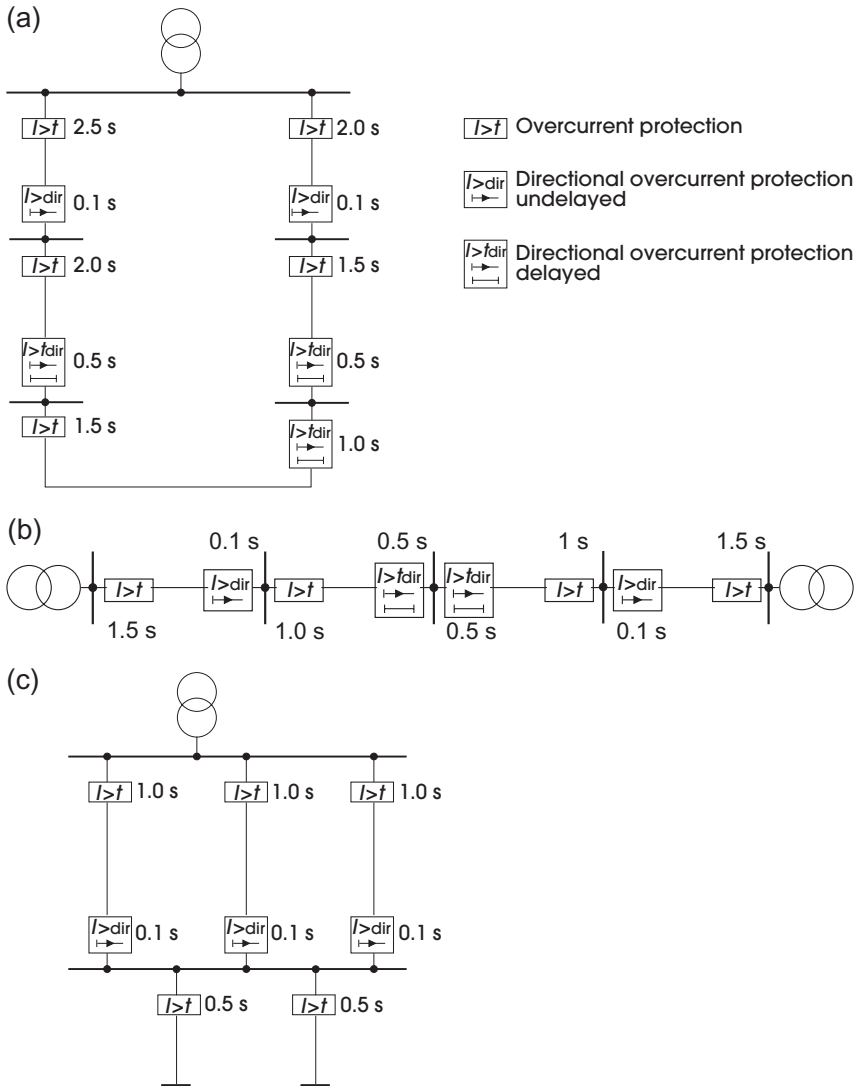 (a)
I>t 2.5 s
I>t 2.0 s
I>t Overcurrent protection
I>dir 0.1 s
I>dir 0.1 s
I>dir Directional overcurrent protection
undelayed
I>t 2.0 s
I>t 1.5 s
I>tdir Directional overcurrent protection
delayed
I>tdir 0.5 s
I>tdir 0.5 s
I>t 1.5 s
I>tdir 1.0 s
(b)
0.1 s 0.5 s 1 s 1.5 s
I>t I>dir I>t I>tdir I>tdir I>t I>dir I>t
1.5 s 1.0 s 0.5 s 0.1 s
(c)
I>t 1.0 s I>t 1.0 s I>t 1.0 s
I>dir 0.1 s I>dir 0.1 s I>dir 0.1 s
I>t 0.5 s I>t 0.5 s